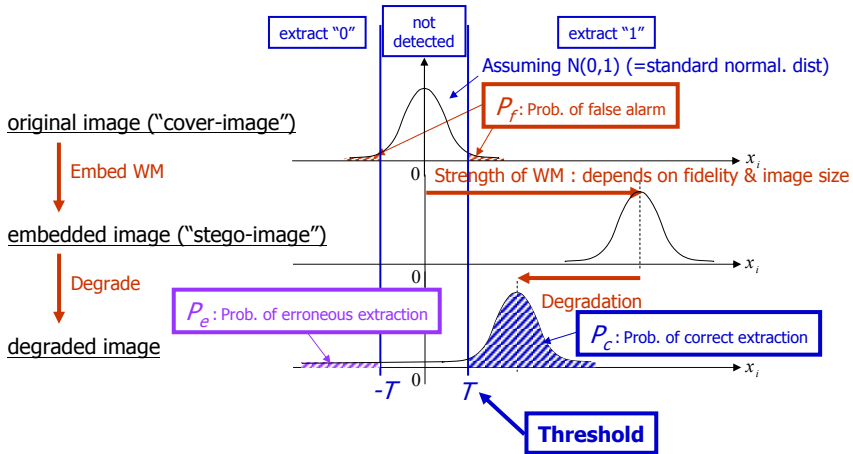 extract “0”
not
detected
extract “1”
Assuming N(0,1) (=standard normal. dist)
original image (“cover-image”)
P_f: Prob. of false alarm
0
x_i
Embed WM
Strength of WM : depends on fidelity & image size
embedded image (“stego-image”)
0
x_i
Degrade
Degradation
P_e: Prob. of erroneous extraction
P_c: Prob. of correct extraction
degraded image
0
x_i
-T
T
Threshold